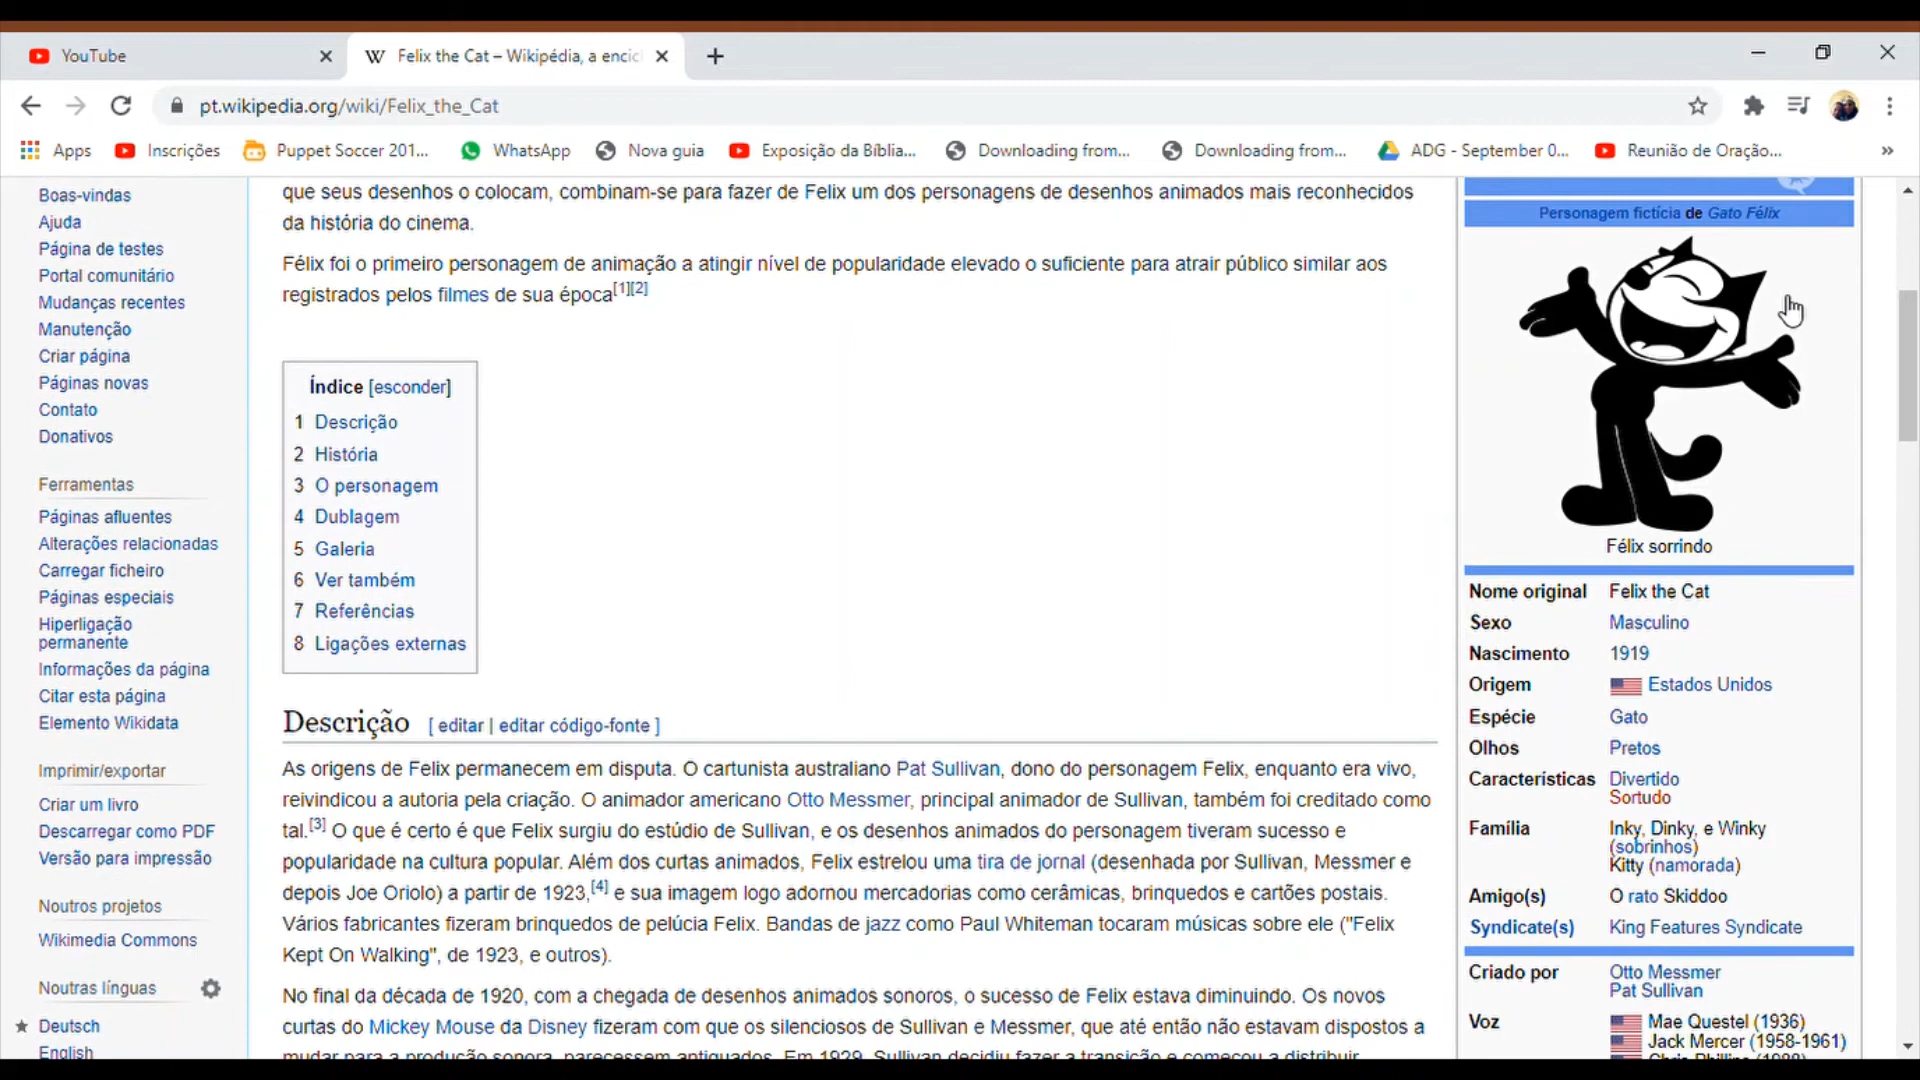 YouTube
Felix the Cat – Wikipédia, a encic
pt.wikipedia.org/wiki/Felix_the_Cat
Apps
Inscrições
Puppet Soccer 201...
WhatsApp
Nova guia
Exposição da Bíblia...
Downloading from...
Downloading from...
ADG - September 0...
Reunião de Oração...
»
Boas-vindas
Ajuda
Página de testes
Portal comunitário
Mudanças recentes
Manutenção
Criar página
Páginas novas
Contato
Donativos
Ferramentas
Páginas afluentes
Alterações relacionadas
Carregar ficheiro
Páginas especiais
Hiperligação
permanente
Informações da página
Citar esta página
Elemento Wikidata
Imprimir/exportar
Criar um livro
Descarregar como PDF
Versão para impressão
Noutros projetos
Wikimedia Commons
Noutras línguas
Deutsch
English
que seus desenhos o colocam, combinam-se para fazer de Felix um dos personagens de desenhos animados mais reconhecidos
da história do cinema.
Félix foi o primeiro personagem de animação a atingir nível de popularidade elevado o suficiente para atrair público similar aos
registrados pelos filmes de sua época[1][2]
Índice [esconder]
1 Descrição
2 História
3 O personagem
4 Dublagem
5 Galeria
6 Ver também
7 Referências
8 Ligações externas
Descrição [ editar | editar código-fonte ]
As origens de Felix permanecem em disputa. O cartunista australiano Pat Sullivan, dono do personagem Felix, enquanto era vivo,
reivindicou a autoria pela criação. O animador americano Otto Messmer, principal animador de Sullivan, também foi creditado como
tal.[3] O que é certo é que Felix surgiu do estúdio de Sullivan, e os desenhos animados do personagem tiveram sucesso e
popularidade na cultura popular. Além dos curtas animados, Felix estrelou uma tira de jornal (desenhada por Sullivan, Messmer e
depois Joe Oriolo) a partir de 1923,[4] e sua imagem logo adornou mercadorias como cerâmicas, brinquedos e cartões postais.
Vários fabricantes fizeram brinquedos de pelúcia Felix. Bandas de jazz como Paul Whiteman tocaram músicas sobre ele ("Felix
Kept On Walking", de 1923, e outros).
No final da década de 1920, com a chegada de desenhos animados sonoros, o sucesso de Felix estava diminuindo. Os novos
curtas do Mickey Mouse da Disney fizeram com que os silenciosos de Sullivan e Messmer, que até então não estavam dispostos a
mudar para a produção sonora, parecessem antiquados. Em 1929, Sullivan decidiu fazer a transição e começou a distribuir
Personagem fictícia de Gato Félix
Félix sorrindo
Nome original Felix the Cat
Sexo Masculino
Nascimento 1919
Origem Estados Unidos
Espécie Gato
Olhos Pretos
Características Divertido
Sortudo
Família Inky, Dinky, e Winky
(sobrinhos)
Kitty (namorada)
Amigo(s) O rato Skiddoo
Syndicate(s) King Features Syndicate
Criado por Otto Messmer
Pat Sullivan
Voz Mae Questel (1936)
Jack Mercer (1958-1961)